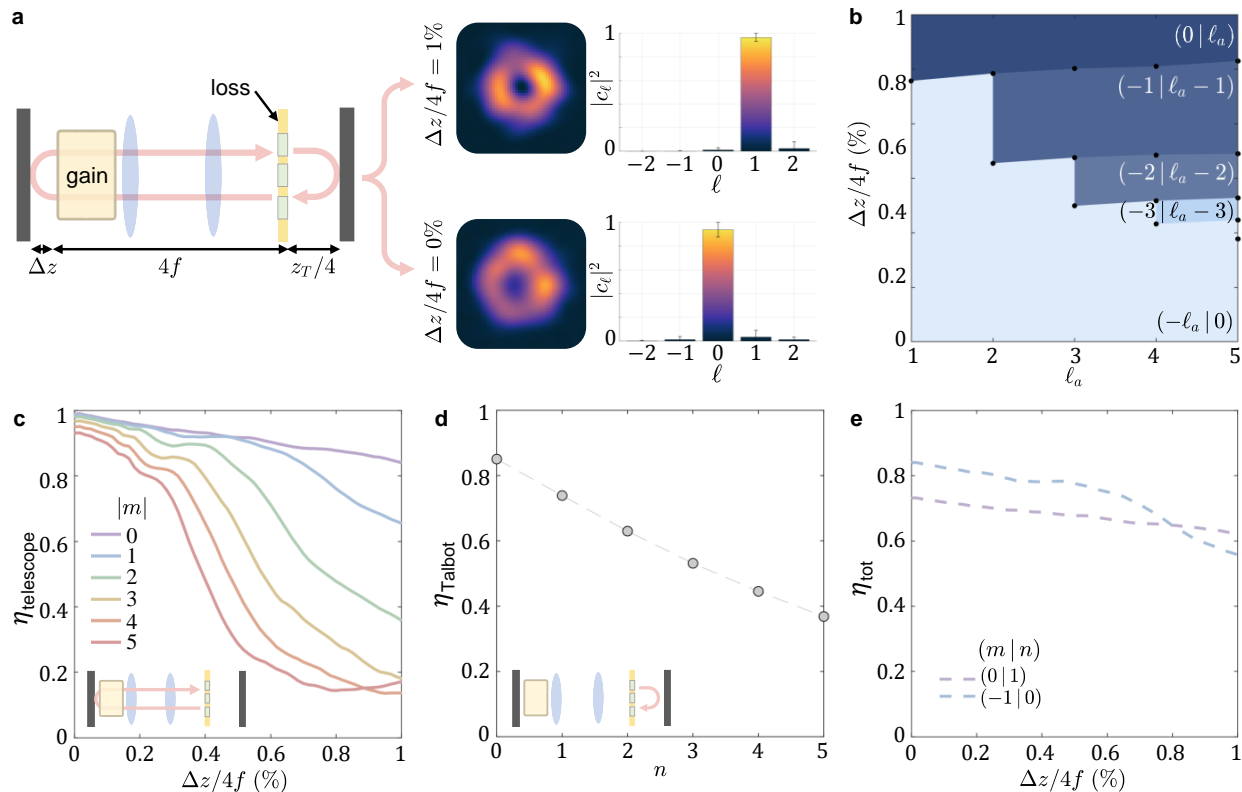 a
loss
gain
Δz
4f
z_T/4
Δz/4f = 1%
|c_ℓ|²
1
0
−2 −1 0 1 2
ℓ
Δz/4f = 0%
|c_ℓ|²
1
0
−2 −1 0 1 2
ℓ
b
Δz/4f (%)
1
0.8
0.6
0.4
0.2
0
(0 | ℓ_a)
(−1 | ℓ_a − 1)
(−2 | ℓ_a − 2)
(−3 | ℓ_a − 3)
(−ℓ_a | 0)
1 2 3 4 5
ℓ_a
c
η_telescope
1
0.8
0.6
0.4
0.2
0
|m|
0
1
2
3
4
5
0 0.2 0.4 0.6 0.8 1
Δz/4f (%)
d
η_Talbot
1
0.8
0.6
0.4
0.2
0
0 1 2 3 4 5
n
e
η_tot
1
0.8
0.6
0.4
0.2
0
(m | n)
(0 | 1)
(−1 | 0)
0 0.2 0.4 0.6 0.8 1
Δz/4f (%)